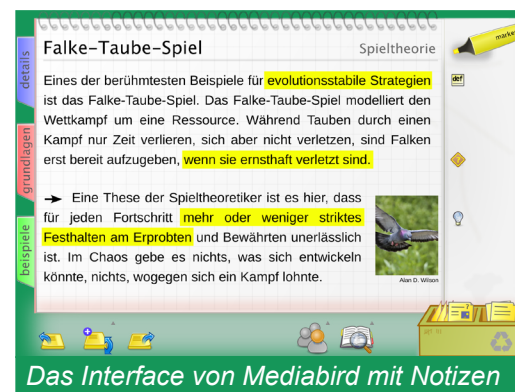 Falke-Taube-Spiel
Spieltheorie
Eines der berühmtesten Beispiele für evolutionsstabile Strategien
ist das Falke-Taube-Spiel. Das Falke-Taube-Spiel modelliert den
Wettkampf um eine Ressource. Während Tauben durch einen
Kampf nur Zeit verlieren, sich aber nicht verletzen, sind Falken
erst bereit aufzugeben, wenn sie ernsthaft verletzt sind.
Eine These der Spieltheoretiker ist es hier, dass
für jeden Fortschritt mehr oder weniger striktes
Festhalten am Erprobten und Bewährten unerlässlich
ist. Im Chaos gebe es nichts, was sich entwickeln
könnte, nichts, wogegen sich ein Kampf lohnte.
Alan D. Wilson
details
grundlagen
beispiele
marke
def
Das Interface von Mediabird mit Notizen